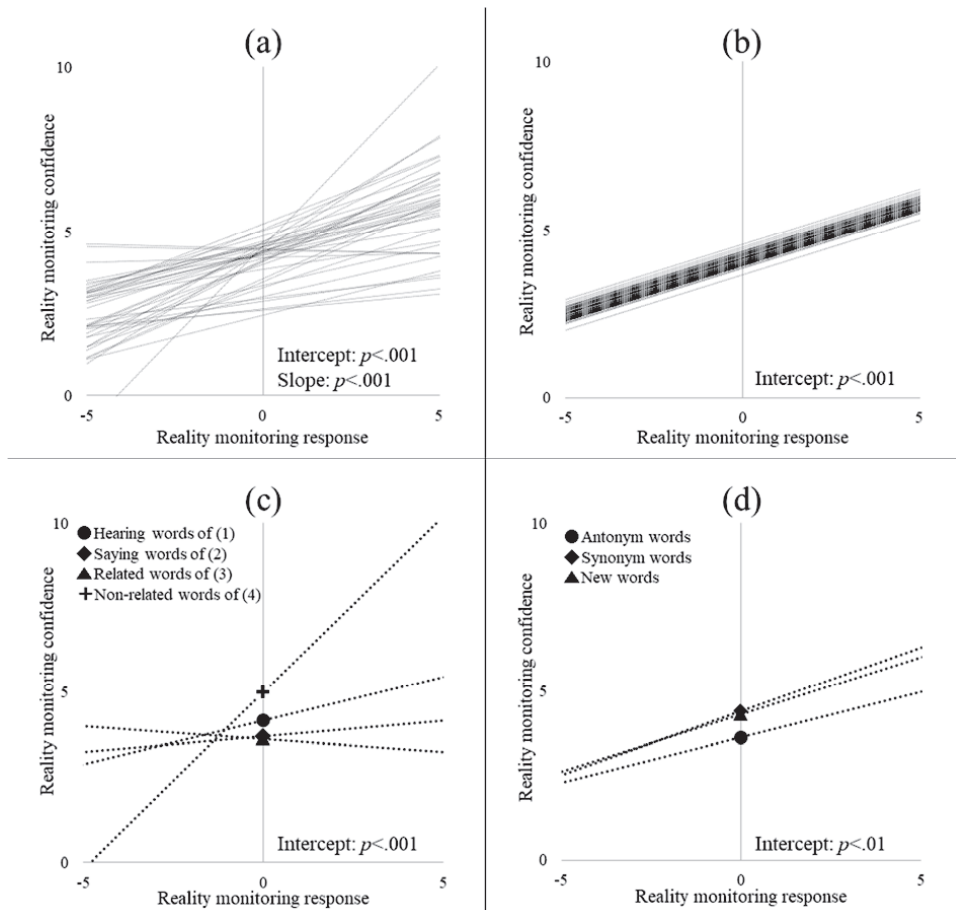 (a)
10
5
0
-5
0
5
Reality monitoring confidence
Reality monitoring response
Intercept: p<.001
Slope: p<.001
(b)
10
5
0
-5
0
5
Reality monitoring confidence
Reality monitoring response
Intercept: p<.001
(c)
10
5
0
-5
0
5
Reality monitoring confidence
Reality monitoring response
Hearing words of (1)
Saying words of (2)
Related words of (3)
Non-related words of (4)
Intercept: p<.001
(d)
10
5
0
-5
0
5
Reality monitoring confidence
Reality monitoring response
Antonym words
Synonym words
New words
Intercept: p<.01